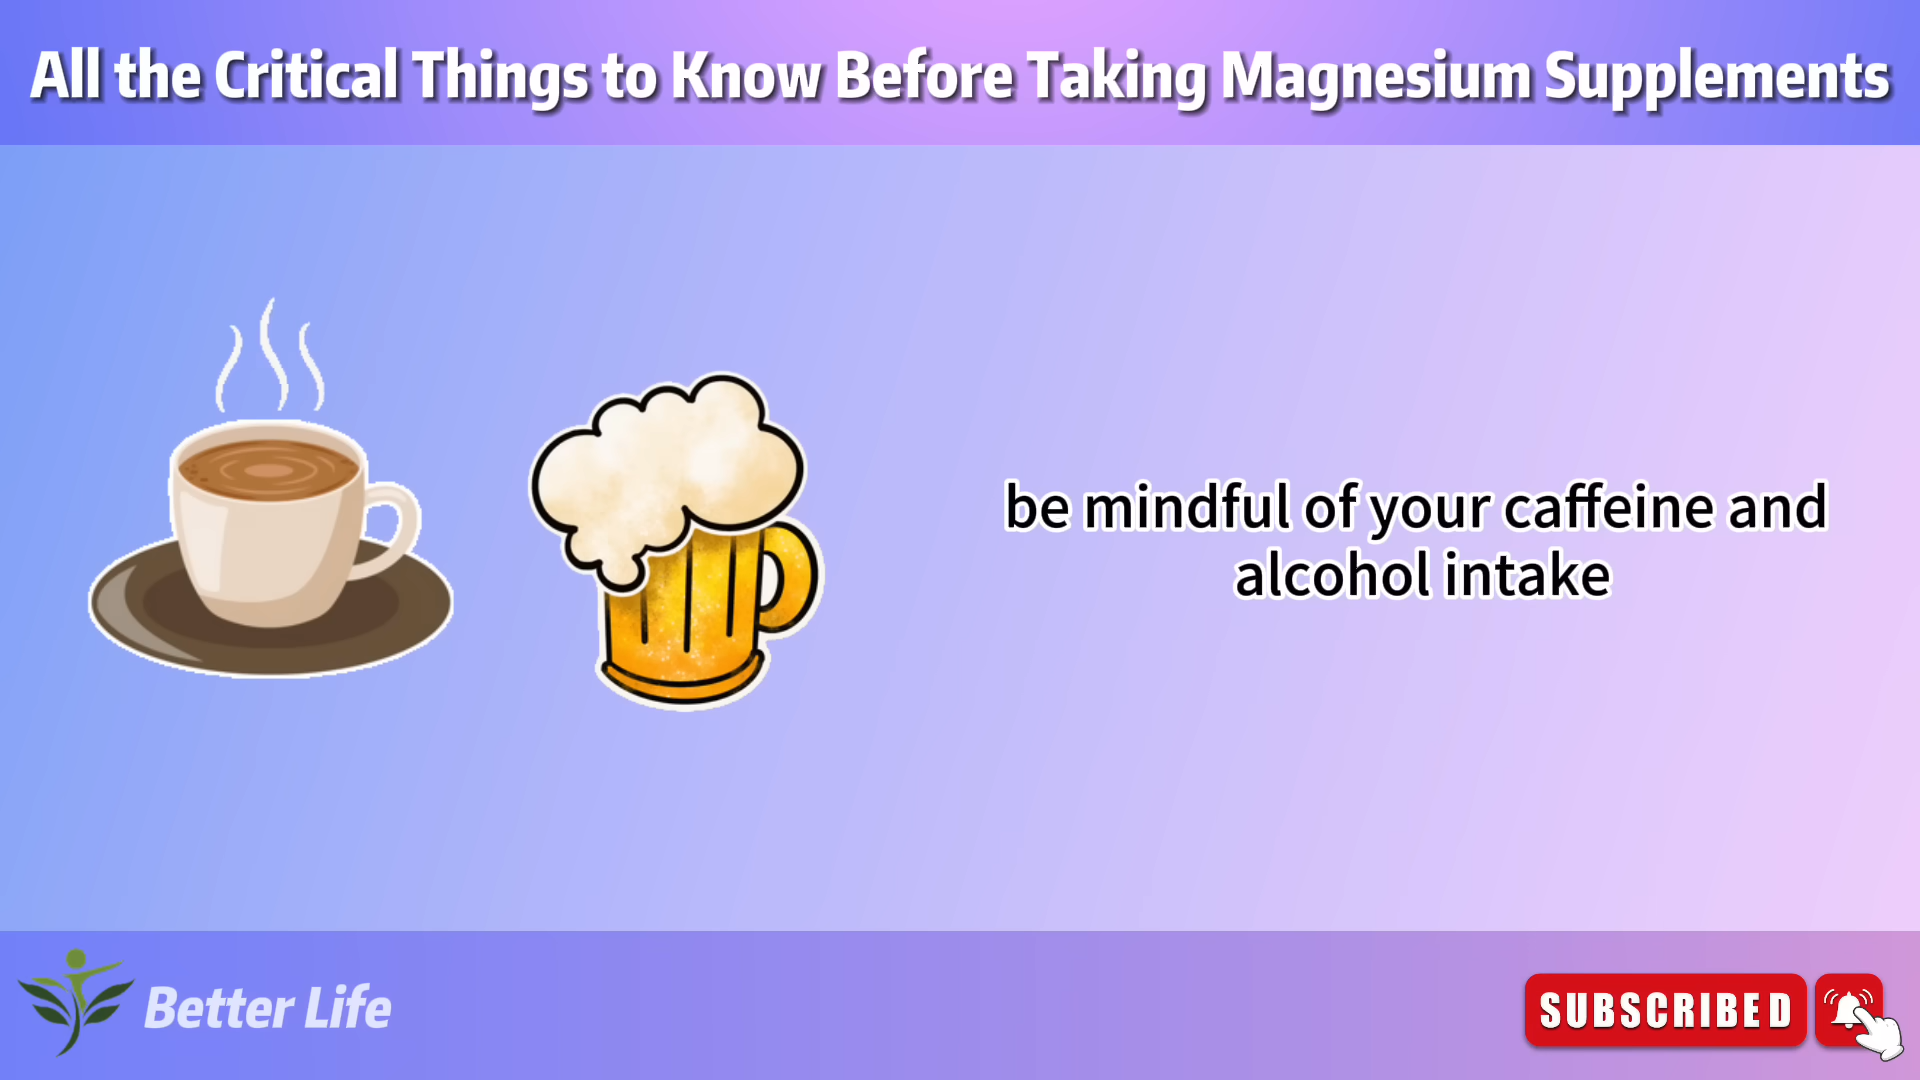 All the Critical Things to Know Before Taking Magnesium Supplements
be mindful of your caffeine and
alcohol intake
Better Life
SUBSCRIBED